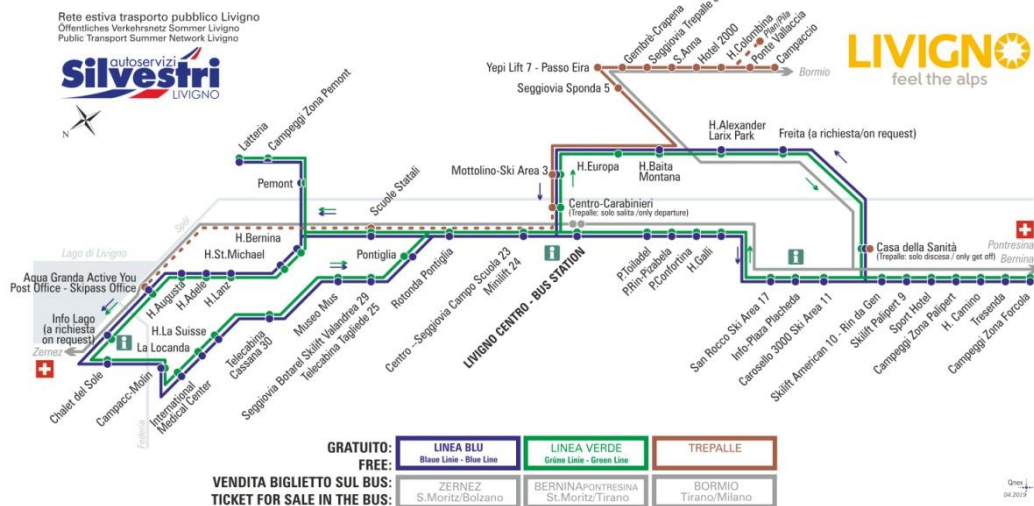 Rete estiva trasporto pubblico Livigno
Öffentliches Verkehrsnetz Sommer Livigno
Public Transport Summer Network Livigno
autoservizi
Silvestri
LIVIGNO
N
LIVIGNO
feel the alps
Gembrè-Crapena
Seggiovia Trepalle
S.Anna
Hotel 2000
H.Colombina
Plan/Pila
Ponte Vallaccia
Campaccio
Bormio
Yepi Lift 7 - Passo Eira
Seggiovia Sponda 5
Latteria
Campeggi Zona Pemont
Pemont
Scuole Statali
Mottolino-Ski Area 3
H.Europa
H.Baita
Montana
H.Alexander
Larix Park
Freita (a richiesta/on request)
Centro-Carabinieri
(Trepalle: solo salita /only departure)
Casa della Sanità
(Trepalle: solo discesa / only get off)
Pontresina
Bernina
Lago di Livigno
Aqua Granda Active You
Post Office - Skipass Office
Info Lago
(a richiesta
on request)
Zernez
Federia
H.Bernina
H.St.Michael
H.Augusta
H.Anele
H.Lanz
Pontiglia
H.La Suisse
La Locanda
Chalet del Sole
Campacc-Molin
International
Medical Center
Telecabina
Cassana 30
Museo Mus
Seggiovia Botarel Skilift Valandrea 29
Telecabina Tagliede 25
Rotonda Pontiglia
Centro --Seggiovia Campo Scuola 23
Minilift 24
LIVIGNO CENTRO - BUS STATION
P.Toiladel
P.Rin-Pizabela
P.Confortina
H.Galli
San Rocco Ski Area 17
Info-Plaza Placheda
Carosello 3000 Ski Area 11
Skilift American 10 - Rin da Gen
Skilift Palipert 9
Sport Hotel
Campeggi Zona Palipert
H. Camino
Tresenda
Campeggi Zona Forcola
GRATUITO:
FREE:
LINEA BLU
Blaue Linie - Blue Line
LINEA VERDE
Grüne Linie - Green Line
TREPALLE
VENDITA BIGLIETTO SUL BUS:
TICKET FOR SALE IN THE BUS:
ZERNEZ
S.Moritz/Bolzano
BERNINAPONTRESINA
St.Moritz/Tirano
BORMIO
Tirano/Milano
Qnex
04.2019